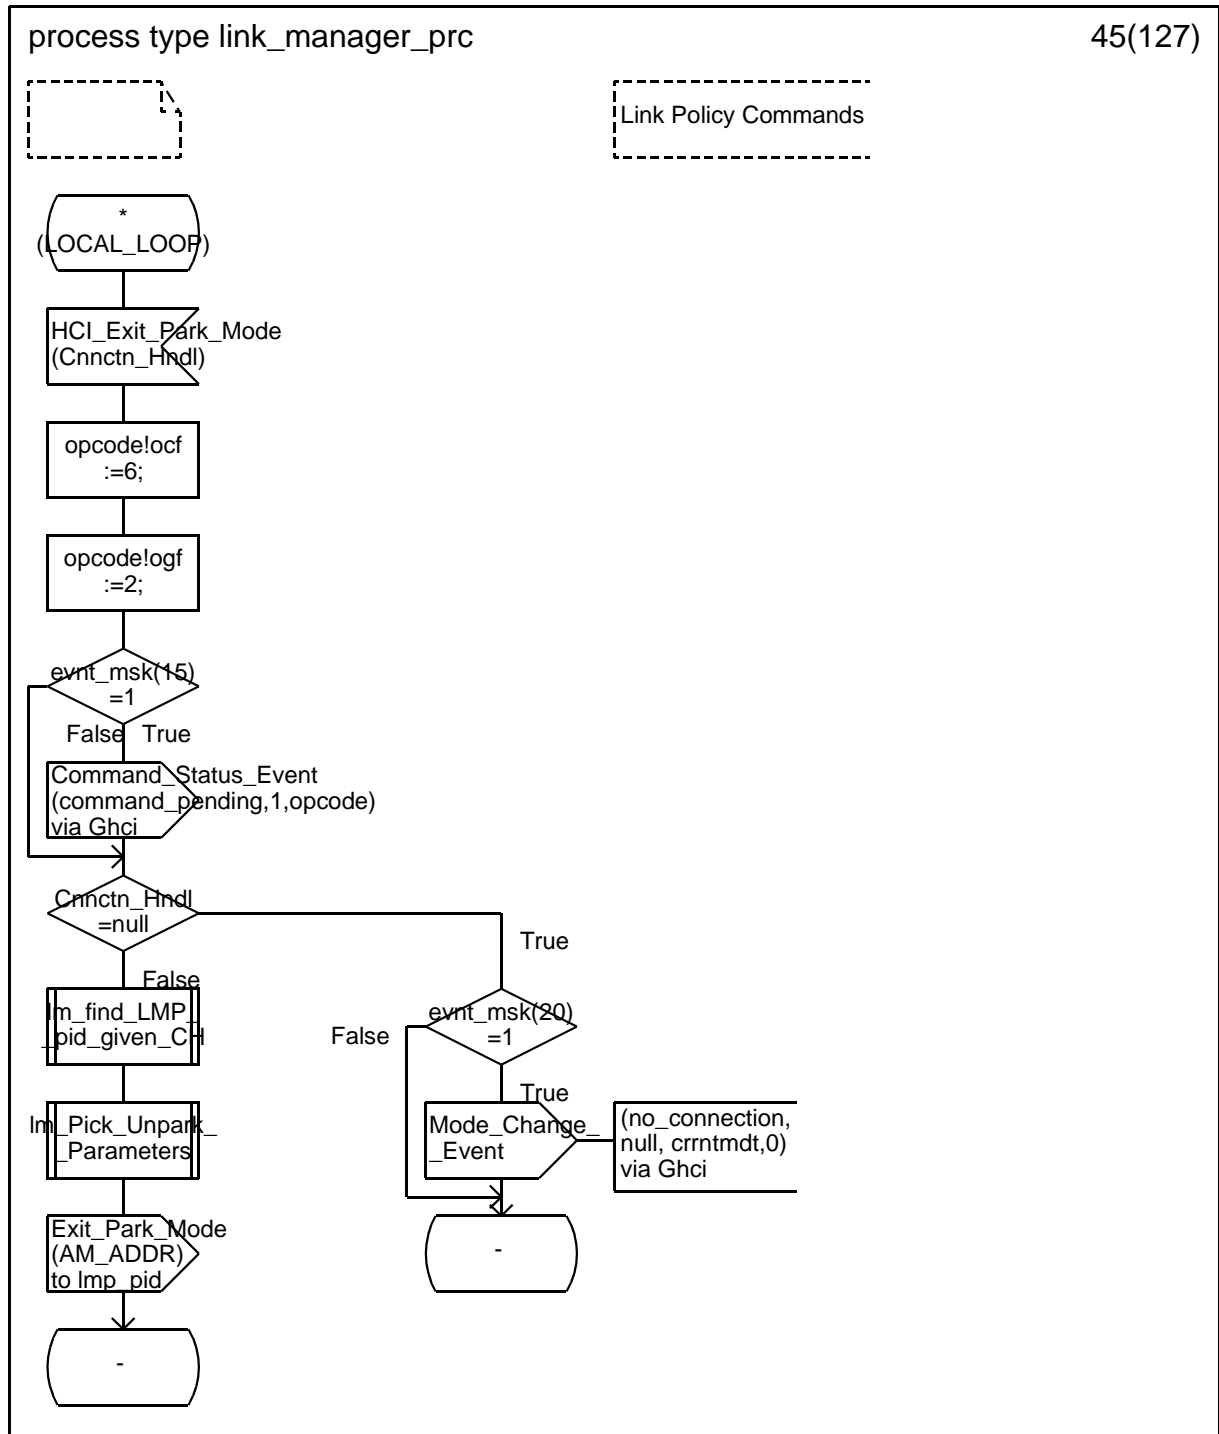 process type link_manager_prc
45(127)
Link Policy Commands
*
(LOCAL_LOOP)
HCI_Exit_Park_Mode
(Cnnctn_Hndl)
opcode!ocf
:=6;
opcode!ogf
:=2;
evnt_msk(15)
=1
False
True
Command_Status_Event
(command_pending,1,opcode)
via Ghci
Cnnctn_Hndl
=null
True
False
lm_find_LMP_
_pid_given_CH
evnt_msk(20)
=1
False
True
lm_Pick_Unpark_
_Parameters
Mode_Change_
_Event
(no_connection,
null, crrntmdt,0)
via Ghci
Exit_Park_Mode
(AM_ADDR)
to lmp_pid
-
-